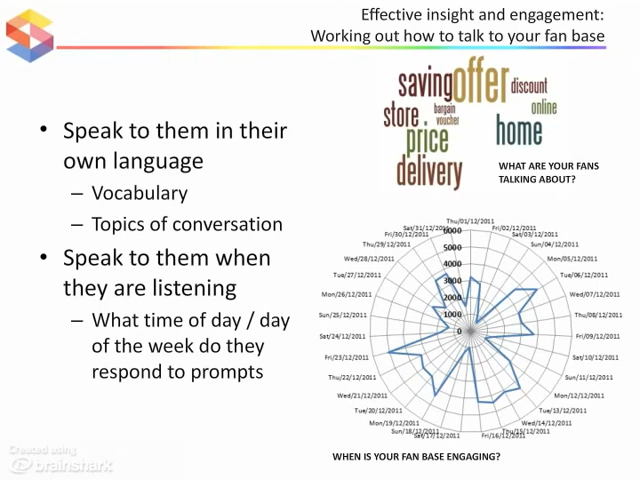 Effective insight and engagement:
Working out how to talk to your fan base
• Speak to them in their
own language
– Vocabulary
– Topics of conversation
• Speak to them when
they are listening
– What time of day / day
of the week do they
respond to prompts
saving offer discount
store bargain voucher online
price home
delivery
WHAT ARE YOUR FANS
TALKING ABOUT?
Thu/01/12/2011
Fri/02/12/2011
Sat/03/12/2011
Sun/04/12/2011
Mon/05/12/2011
Tue/06/12/2011
Wed/07/12/2011
Thu/08/12/2011
Fri/09/12/2011
Sat/10/12/2011
Sun/11/12/2011
Mon/12/12/2011
Tue/13/12/2011
Wed/14/12/2011
Thu/15/12/2011
Fri/16/12/2011
Sat/17/12/2011
Sun/18/12/2011
Mon/19/12/2011
Tue/20/12/2011
Wed/21/12/2011
Thu/22/12/2011
Fri/23/12/2011
Sat/24/12/2011
Sun/25/12/2011
Mon/26/12/2011
Tue/27/12/2011
Wed/28/12/2011
Thu/29/12/2011
Fri/30/12/2011
Sat/31/12/2011
6000
5000
4000
3000
2000
1000
0
WHEN IS YOUR FAN BASE ENGAGING?
Created using
brainshark